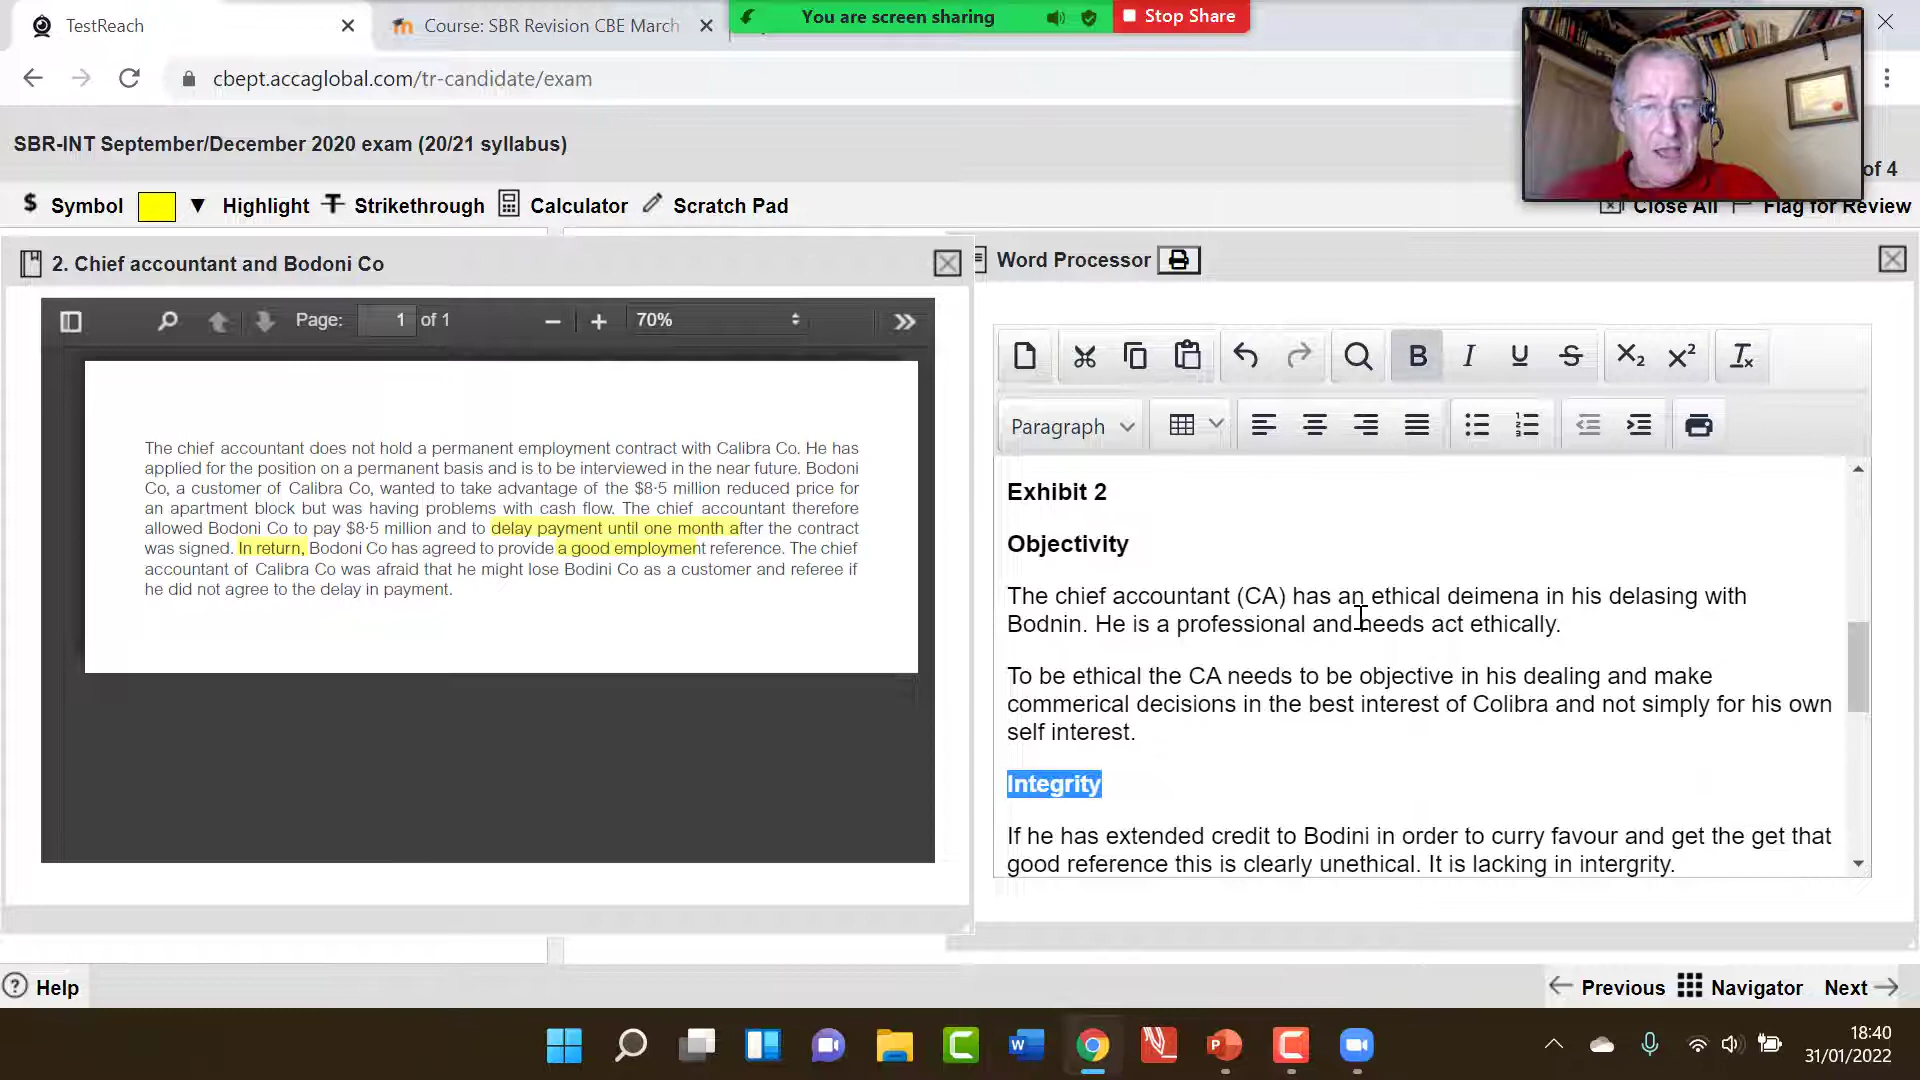 TestReach
Course: SBR Revision CBE March
You are screen sharing
Stop Share
cbept.accaglobal.com/tr-candidate/exam
SBR-INT September/December 2020 exam (20/21 syllabus)
of 4
$ Symbol
Highlight
Strikethrough
Calculator
Scratch Pad
Close All
Flag for Review
2. Chief accountant and Bodoni Co
Page: 1 of 1
70%
The chief accountant does not hold a permanent employment contract with Calibra Co. He has
applied for the position on a permanent basis and is to be interviewed in the near future. Bodoni
Co, a customer of Calibra Co, wanted to take advantage of the $8·5 million reduced price for
an apartment block but was having problems with cash flow. The chief accountant therefore
allowed Bodoni Co to pay $8·5 million and to delay payment until one month after the contract
was signed. In return, Bodoni Co has agreed to provide a good employment reference. The chief
accountant of Calibra Co was afraid that he might lose Bodini Co as a customer and referee if
he did not agree to the delay in payment.
Word Processor
B I U S X₂ X² Tx
Paragraph
Exhibit 2
Objectivity
The chief accountant (CA) has an ethical deimena in his delasing with
Bodnin. He is a professional and needs act ethically.
To be ethical the CA needs to be objective in his dealing and make
commerical decisions in the best interest of Colibra and not simply for his own
self interest.
Integrity
If he has extended credit to Bodini in order to curry favour and get the get that
good reference this is clearly unethical. It is lacking in intergrity.
Help
Previous
Navigator
Next
18:40
31/01/2022